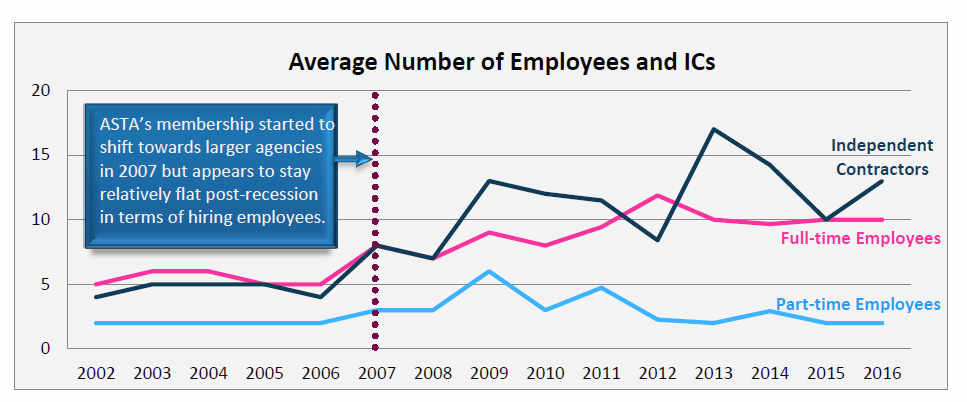 Average Number of Employees and ICs
20
15
10
5
0
ASTA's membership started to
shift towards larger agencies
in 2007 but appears to stay
relatively flat post-recession
in terms of hiring employees.
Independent
Contractors
Full-time Employees
Part-time Employees
2002 2003 2004 2005 2006 2007 2008 2009 2010 2011 2012 2013 2014 2015 2016